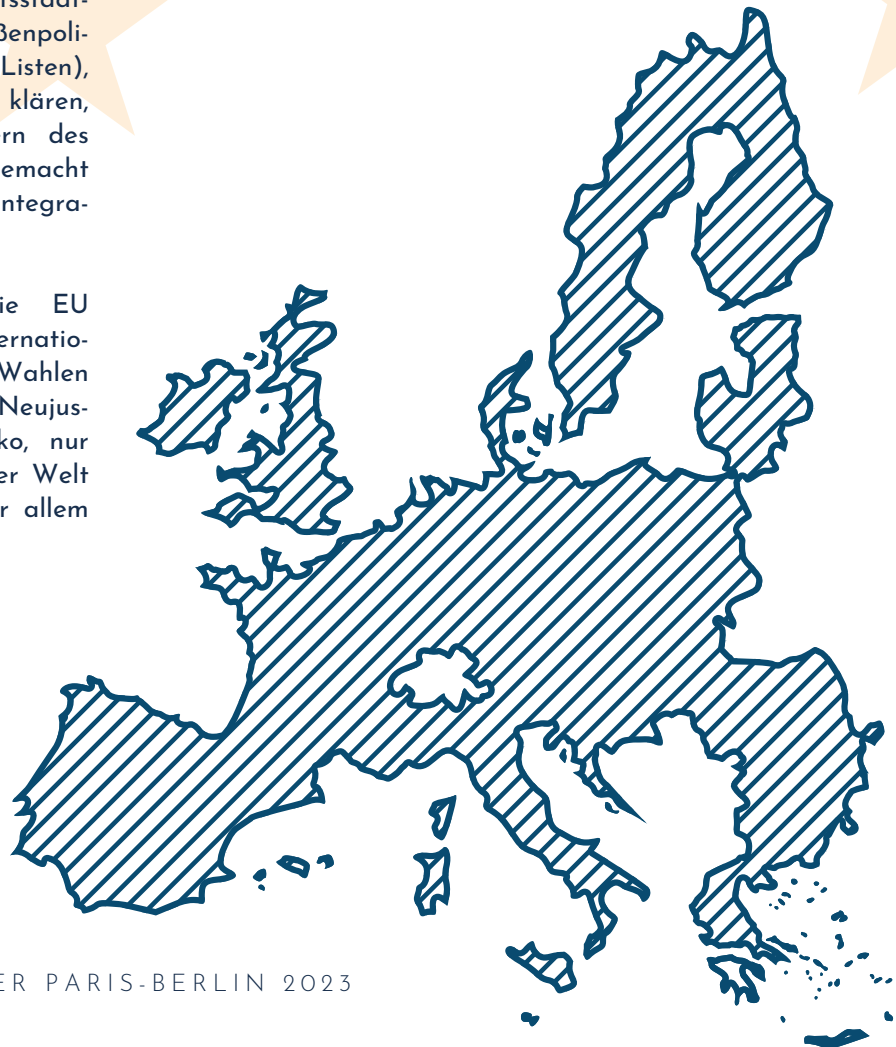 ßenpoli-
Listen),
klären,
rn des
emacht
ntegra-
ie EU
ernatio-
Wahlen
Neujus-
ko, nur
er Welt
r allem
ER PARIS-BERLIN 2023